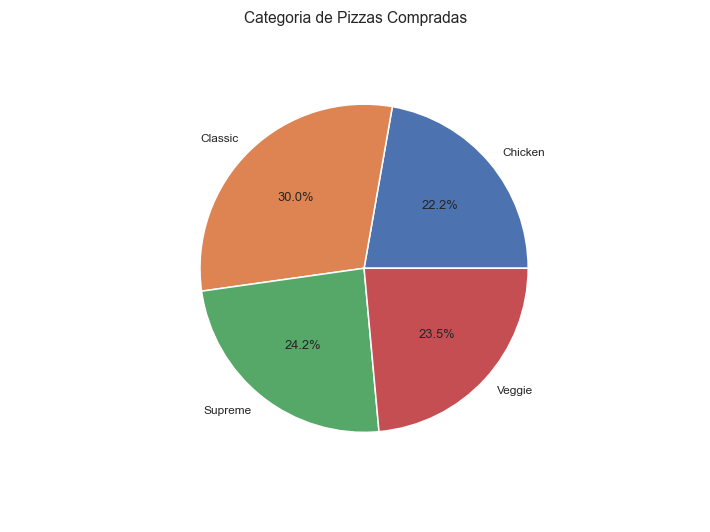 Categoria de Pizzas Compradas
Classic
Chicken
30.0%
22.2%
24.2%
23.5%
Supreme
Veggie